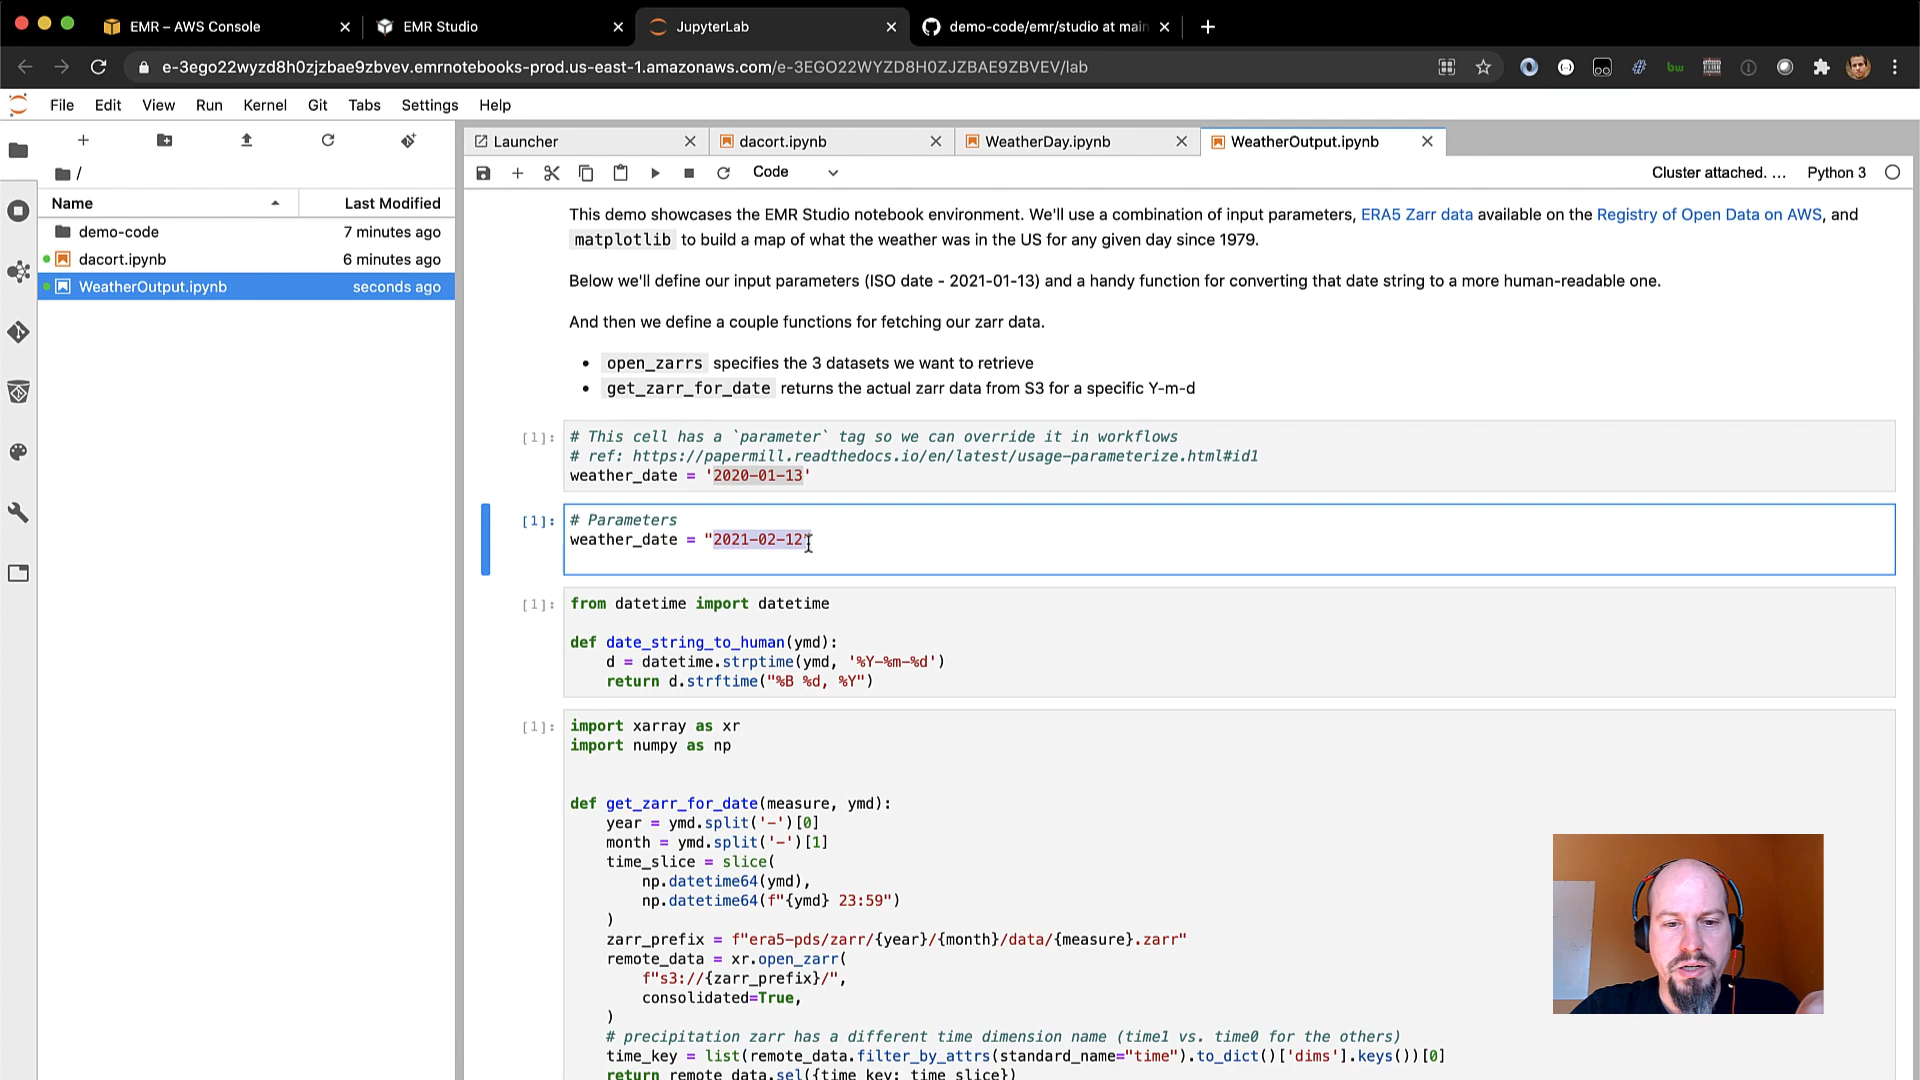 EMR – AWS Console
EMR Studio
JupyterLab
demo-code/emr/studio at main
e-3ego22wyzd8h0zjzbae9zbvev.emrnotebooks-prod.us-east-1.amazonaws.com/e-3EGO22WYZD8H0ZJZBAE9ZBVEV/lab
File Edit View Run Kernel Git Tabs Settings Help
Launcher
dacort.ipynb
WeatherDay.ipynb
WeatherOutput.ipynb
Code
Cluster attached. ...
Python 3
/
Name Last Modified
demo-code 7 minutes ago
dacort.ipynb 6 minutes ago
WeatherOutput.ipynb seconds ago
This demo showcases the EMR Studio notebook environment. We'll use a combination of input parameters, ERA5 Zarr data available on the Registry of Open Data on AWS, and
matplotlib to build a map of what the weather was in the US for any given day since 1979.
Below we'll define our input parameters (ISO date - 2021-01-13) and a handy function for converting that date string to a more human-readable one.
And then we define a couple functions for fetching our zarr data.
• open_zarrs specifies the 3 datasets we want to retrieve
• get_zarr_for_date returns the actual zarr data from S3 for a specific Y-m-d
[1]: # This cell has a `parameter` tag so we can override it in workflows
# ref: https://papermill.readthedocs.io/en/latest/usage-parameterize.html#id1
weather_date = '2020-01-13'
[1]: # Parameters
weather_date = "2021-02-12"
[1]: from datetime import datetime
def date_string_to_human(ymd):
d = datetime.strptime(ymd, '%Y-%m-%d')
return d.strftime("%B %d, %Y")
[1]: import xarray as xr
import numpy as np
def get_zarr_for_date(measure, ymd):
year = ymd.split('-')[0]
month = ymd.split('-')[1]
time_slice = slice(
np.datetime64(ymd),
np.datetime64(f"{ymd} 23:59")
)
zarr_prefix = f"era5-pds/zarr/{year}/{month}/data/{measure}.zarr"
remote_data = xr.open_zarr(
f"s3://{zarr_prefix}/",
consolidated=True,
)
# precipitation zarr has a different time dimension name (time1 vs. time0 for the others)
time_key = list(remote_data.filter_by_attrs(standard_name="time").to_dict()['dims'].keys())[0]
return remote_data.sel({time_key: time_slice})